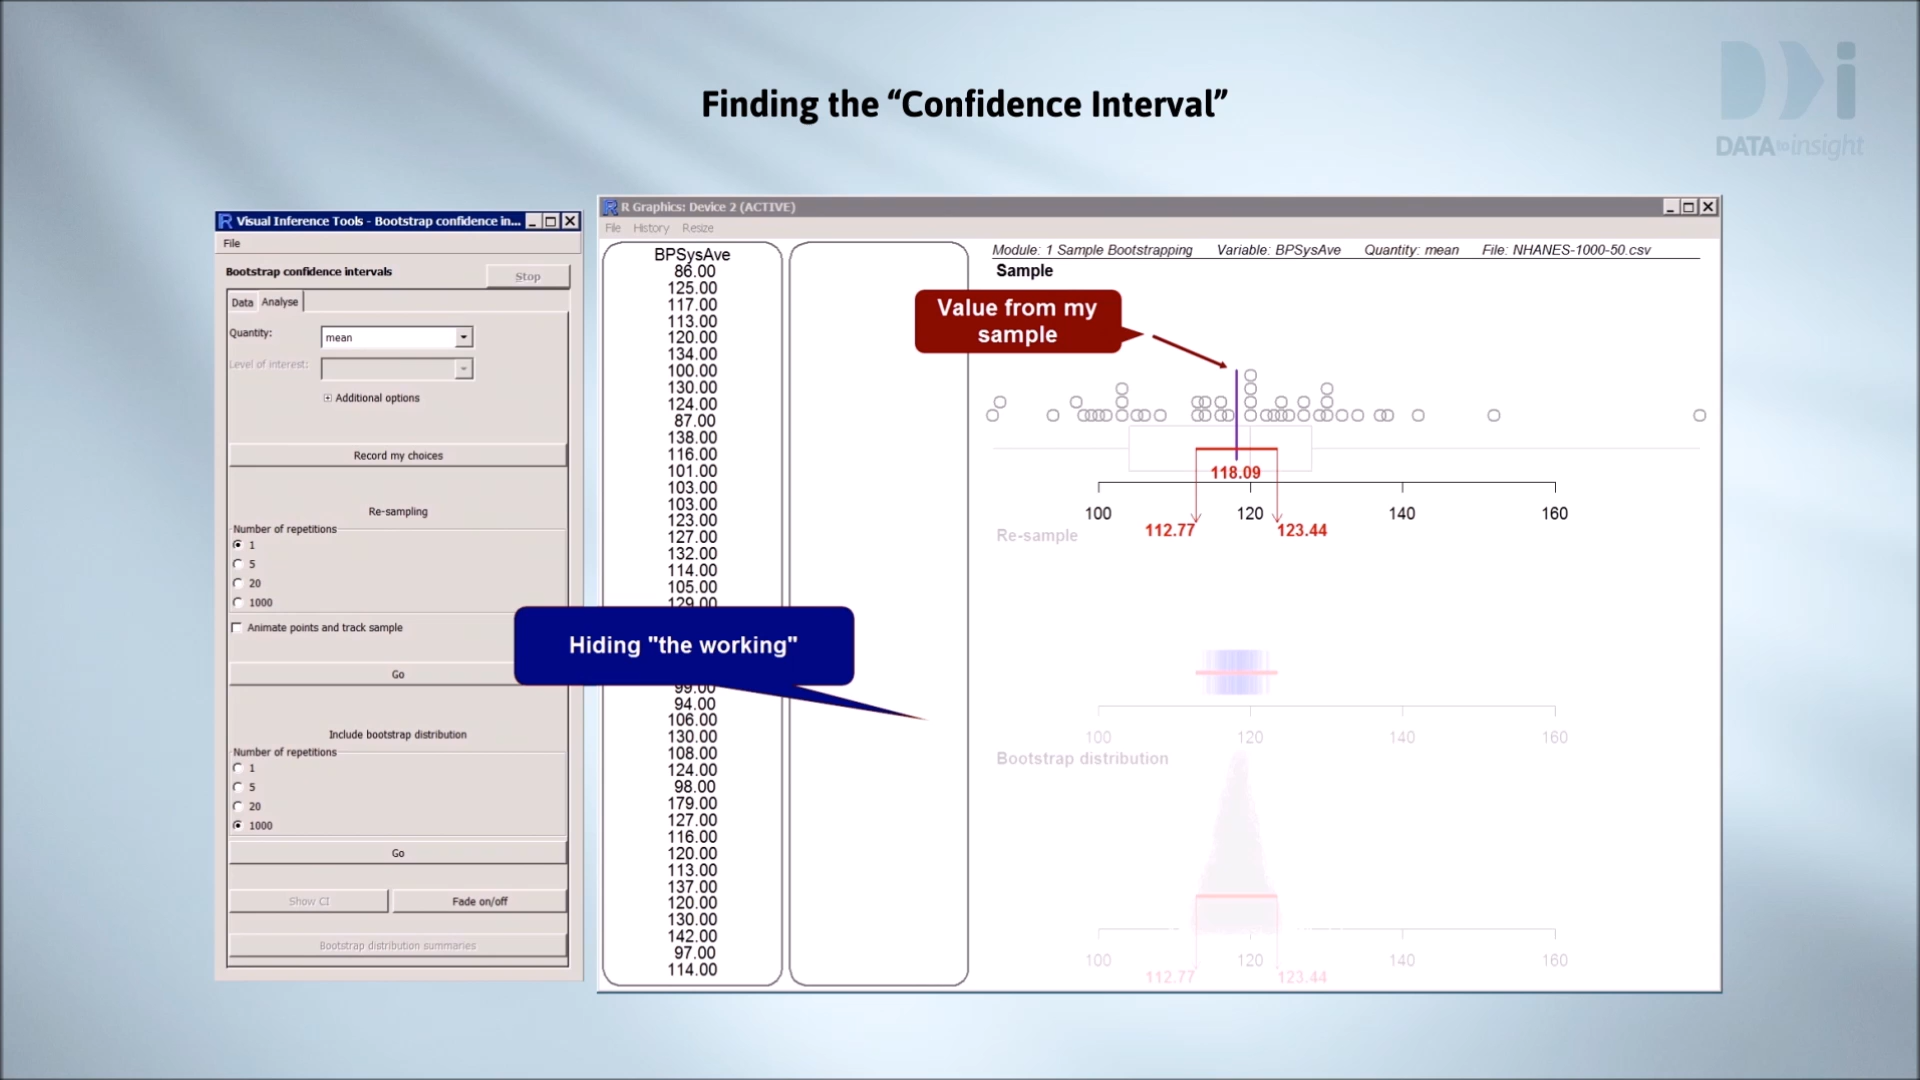 Finding the “Confidence Interval”
DATA to insight
Visual Inference Tools - Bootstrap confidence in...
File
Bootstrap confidence intervals
Stop
Data
Analyse
Quantity:
mean
Level of interest:
Additional options
Record my choices
Re-sampling
Number of repetitions
1
5
20
1000
Animate points and track sample
Go
Include bootstrap distribution
Number of repetitions
1
5
20
1000
Go
Show CI
Fade on/off
Bootstrap distribution summaries
R Graphics: Device 2 (ACTIVE)
File History Resize
BPSysAve
86.00
125.00
117.00
113.00
120.00
134.00
100.00
130.00
124.00
87.00
138.00
116.00
101.00
103.00
103.00
123.00
127.00
132.00
114.00
105.00
129.00
Hiding "the working"
99.00
94.00
106.00
130.00
108.00
124.00
98.00
179.00
127.00
116.00
120.00
113.00
137.00
120.00
130.00
142.00
97.00
114.00
Module: 1 Sample Bootstrapping Variable: BPSysAve Quantity: mean File: NHANES-1000-50.csv
Sample
Value from my
sample
118.09
100 120 140 160
112.77 123.44
Re-sample
100 120 140 160
Bootstrap distribution
100 120 140 160
112.77 123.44